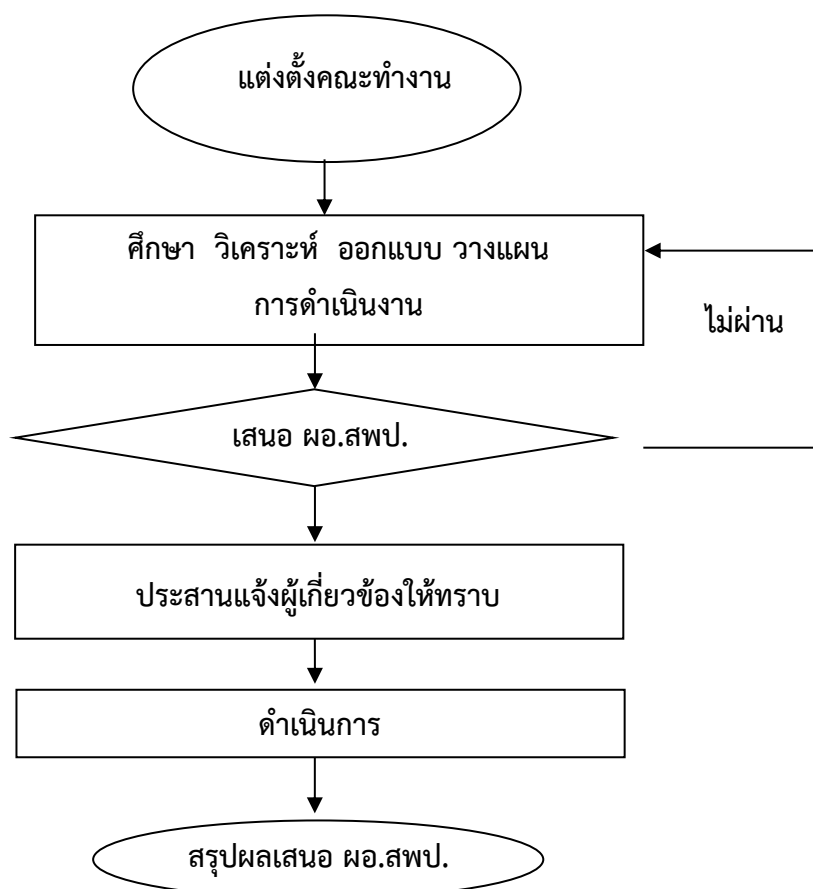 แต่งตั้งคณะทำงาน
ศึกษา วิเคราะห์ ออกแบบ วางแผน
การดำเนินงาน
ไม่ผ่าน
เสนอ ผอ.สพป.
ประสานแจ้งผู้เกี่ยวข้องให้ทราบ
ดำเนินการ
สรุปผลเสนอ ผอ.สพป.